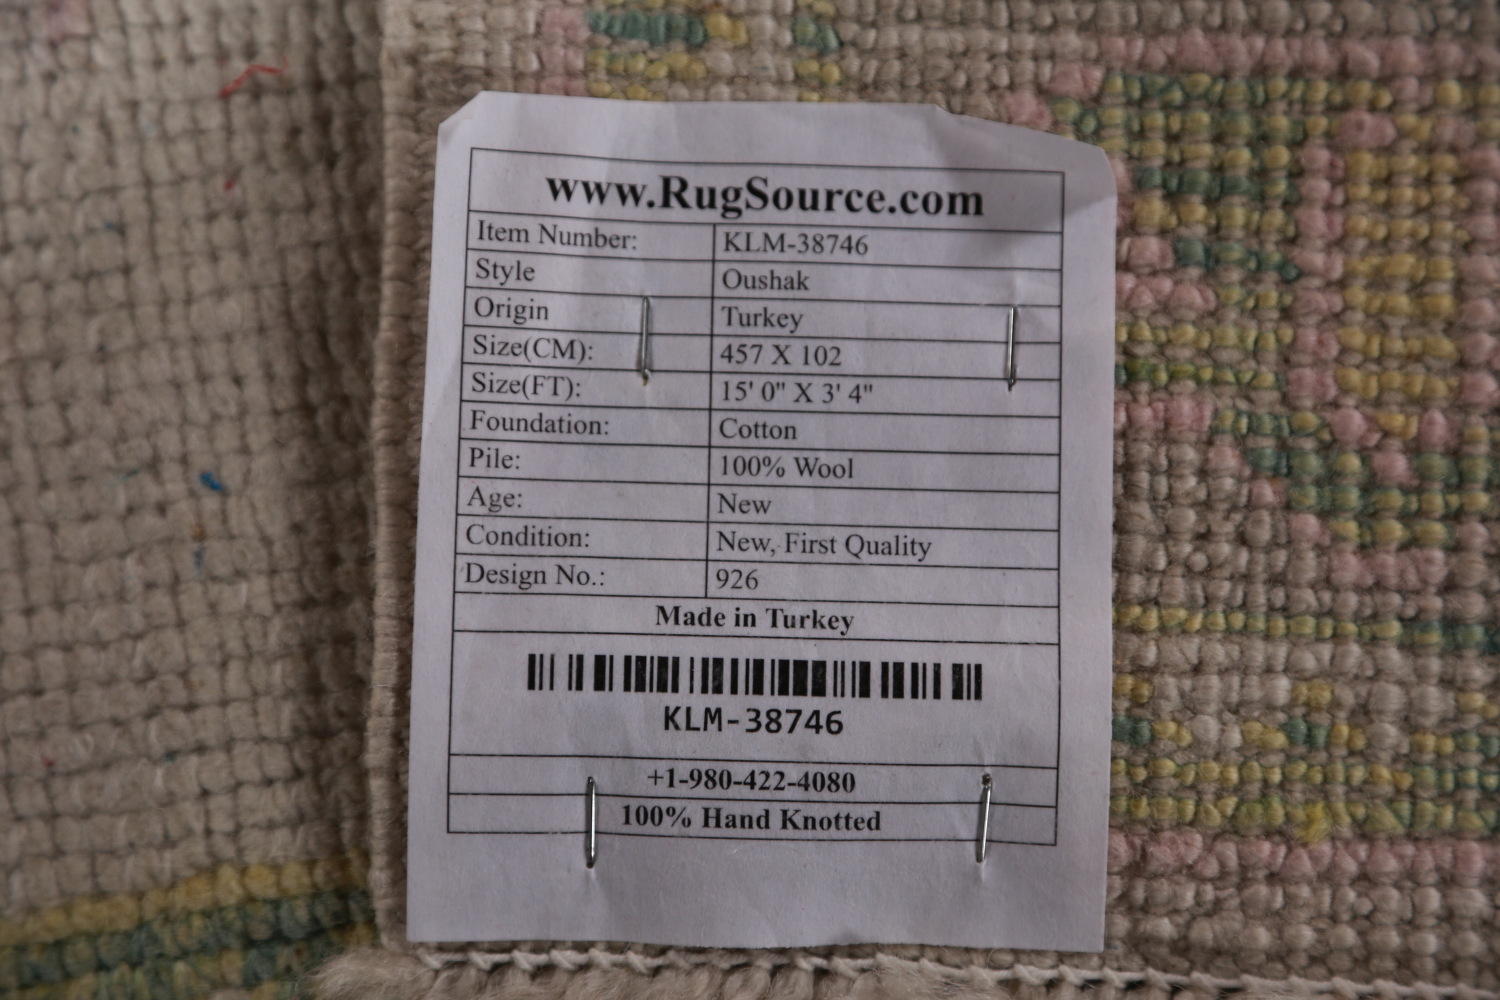 www.RugSource.com
Item Number: KLM-38746
Style Oushak
Origin Turkey
Size(CM): 457 X 102
Size(FT): 15' 0" X 3' 4"
Foundation: Cotton
Pile: 100% Wool
Age: New
Condition: New, First Quality
Design No.: 926
Made in Turkey
KLM-38746
+1-980-422-4080
100% Hand Knotted